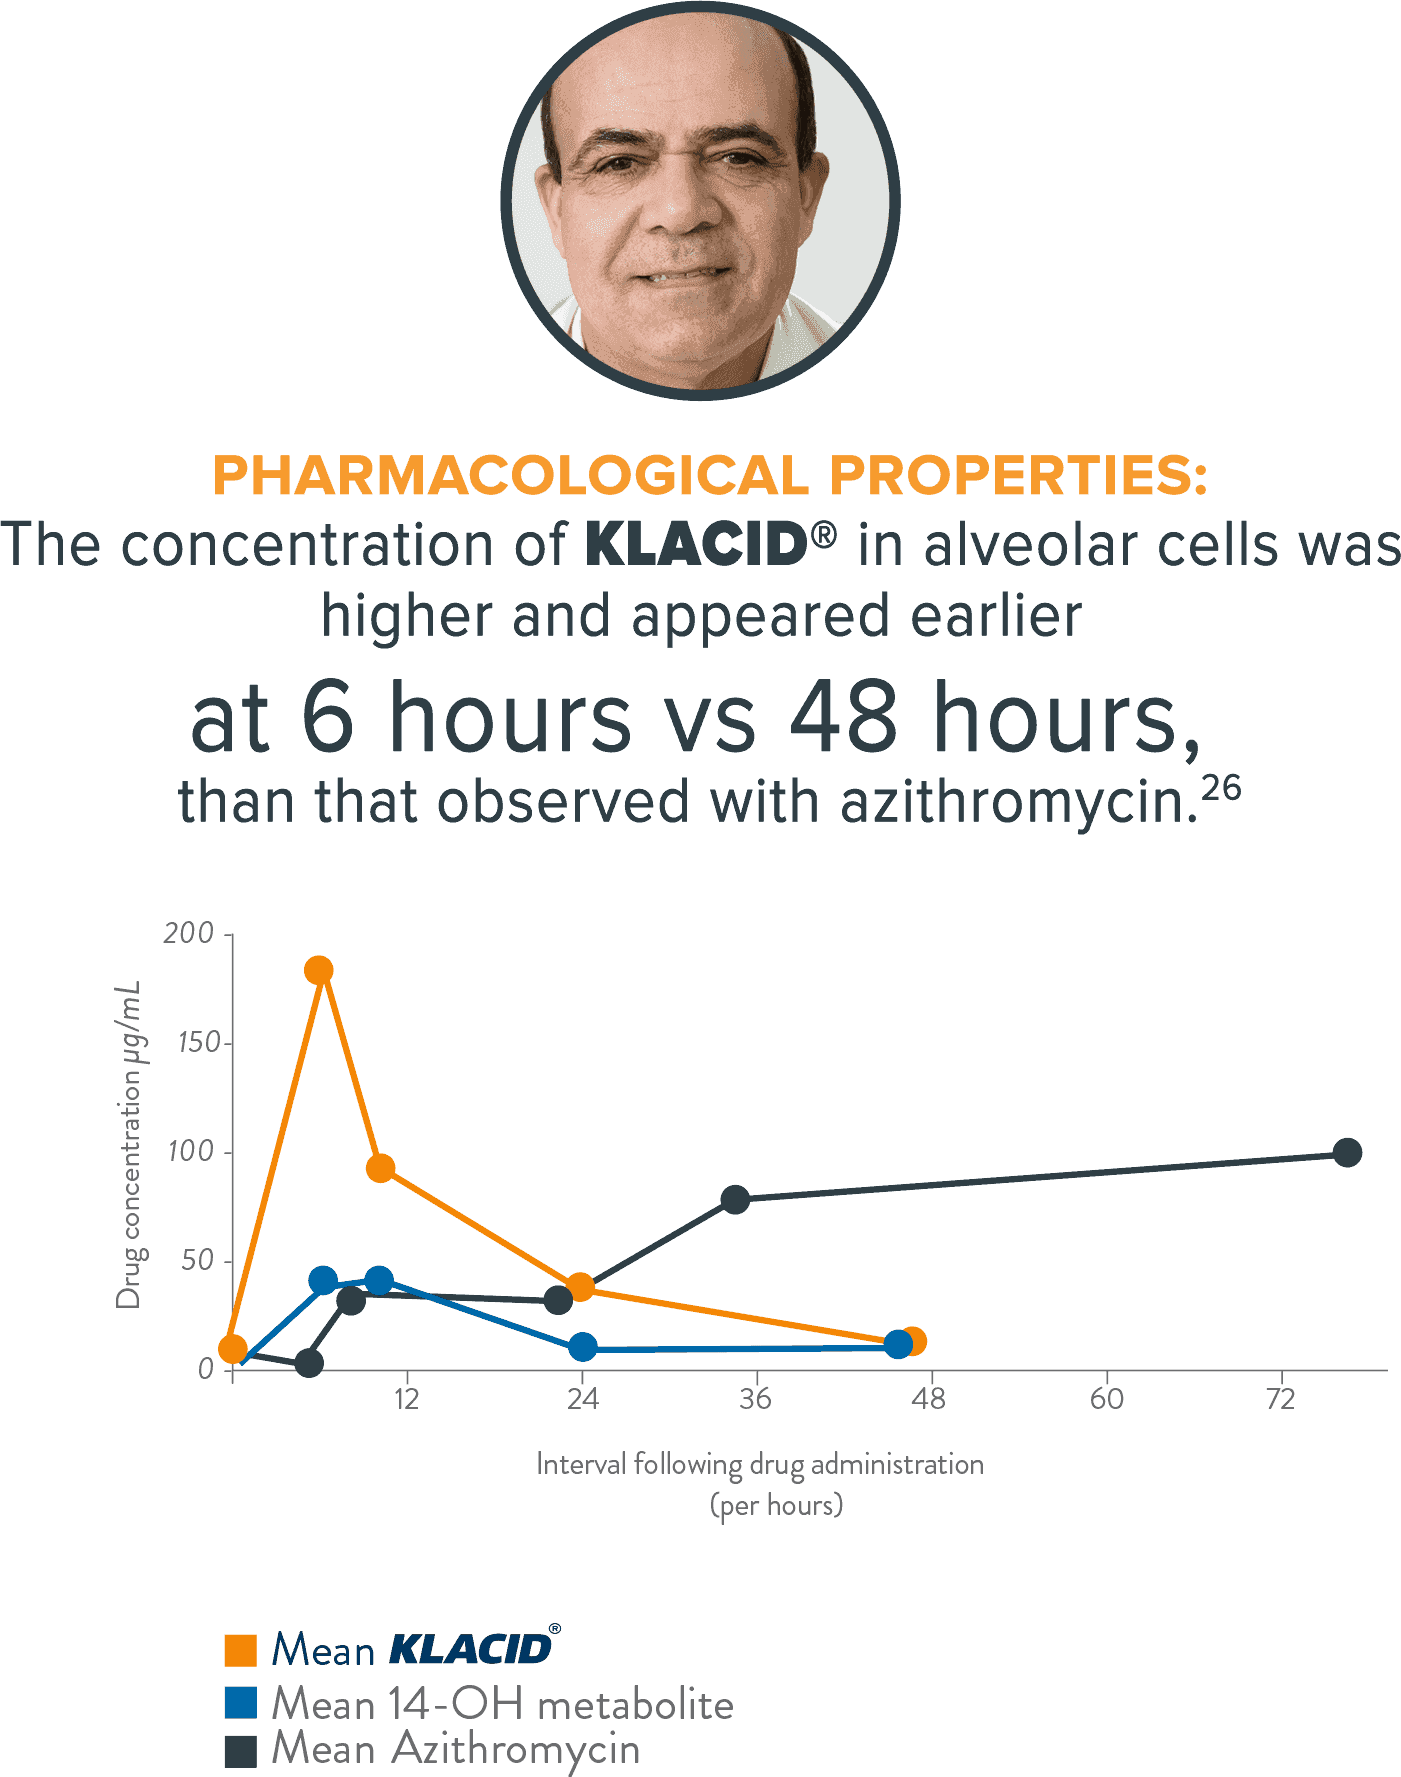 PHARMACOLOGICAL PROPERTIES:
The concentration of KLACID® in alveolar cells was
higher and appeared earlier
at 6 hours vs 48 hours,
than that observed with azithromycin.26
Drug concentration µg/mL
200
150
100
50
0
12 24 36 48 60 72
Interval following drug administration
(per hours)
Mean KLACID®
Mean 14-OH metabolite
Mean Azithromycin